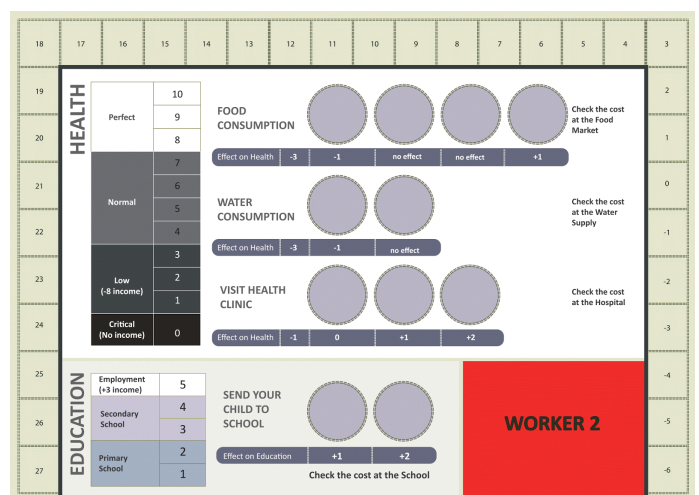 18 17 16 15 14 13 12 11 10 9 8 7 6 5 4 3
19
20
21
22
23
24
25
26
27
2
1
0
-1
-2
-3
-4
-5
-6
HEALTH
Perfect
10
9
8
Normal
7
6
5
4
Low
(-8 income)
3
2
1
Critical
(No income)
0
FOOD
CONSUMPTION
Check the cost
at the Food
Market
Effect on Health -3 -1 no effect no effect +1
WATER
CONSUMPTION
Check the cost
at the Water
Supply
Effect on Health -3 -1 no effect
VISIT HEALTH
CLINIC
Check the cost
at the Hospital
Effect on Health -1 0 +1 +2
EDUCATION
Employment
(+3 income)
5
Secondary
School
4
3
Primary
School
2
1
SEND YOUR
CHILD TO
SCHOOL
Effect on Education +1 +2
Check the cost at the School
WORKER 2